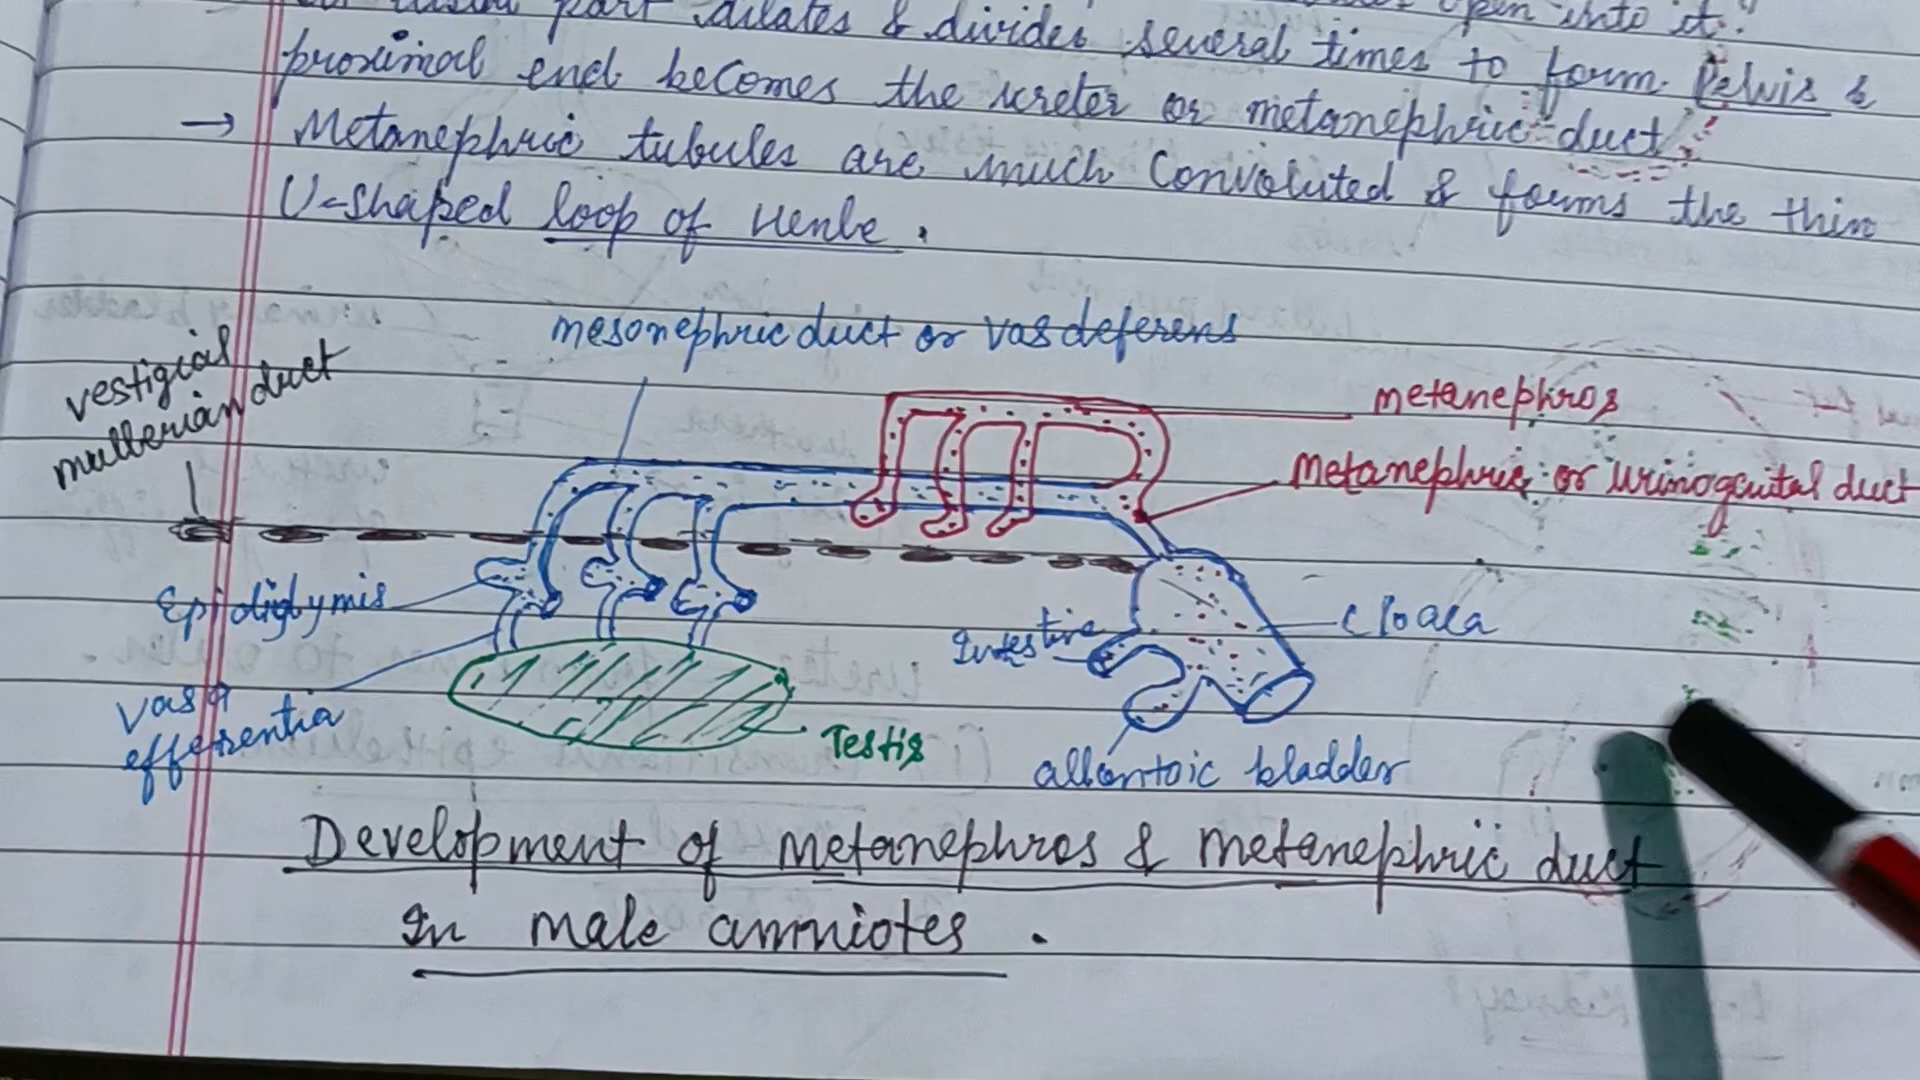 part dilates & divides several times to form Pelvis &
proximal end becomes the ureter or metanephric duct.
→ Metanephric tubules are much Convoluted & forms the thin
U-shaped loop of Henle.
mesonephric duct or vas deferens
vestigial
mullerian duct
metanephros
metanephric or urinogenital duct
Epididymis
Intestine
cloaca
vasa
efferentia
Testis
allantoic bladder
Development of metanephros & metanephric duct
In male amniotes.